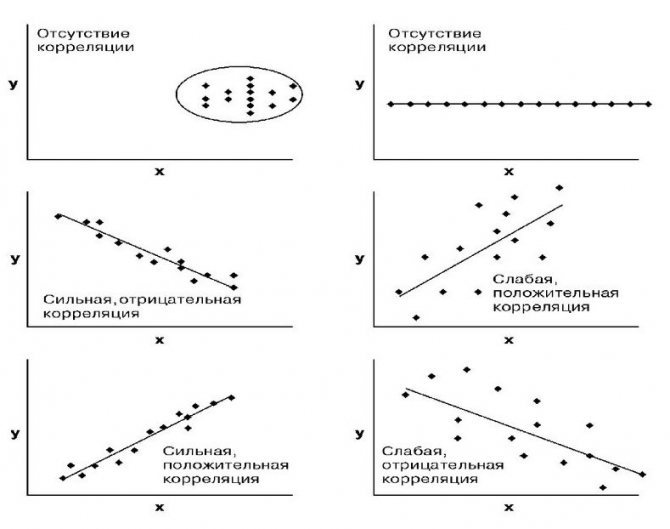 Отсутствие
корреляции
У
х
Отсутствие
корреляции
У
х
Сильная, отрицательная
корреляция
У
х
Слабая,
положительная
корреляция
У
х
Сильная,
положительная
корреляция
У
х
Слабая,
отрицательная
корреляция
У
х